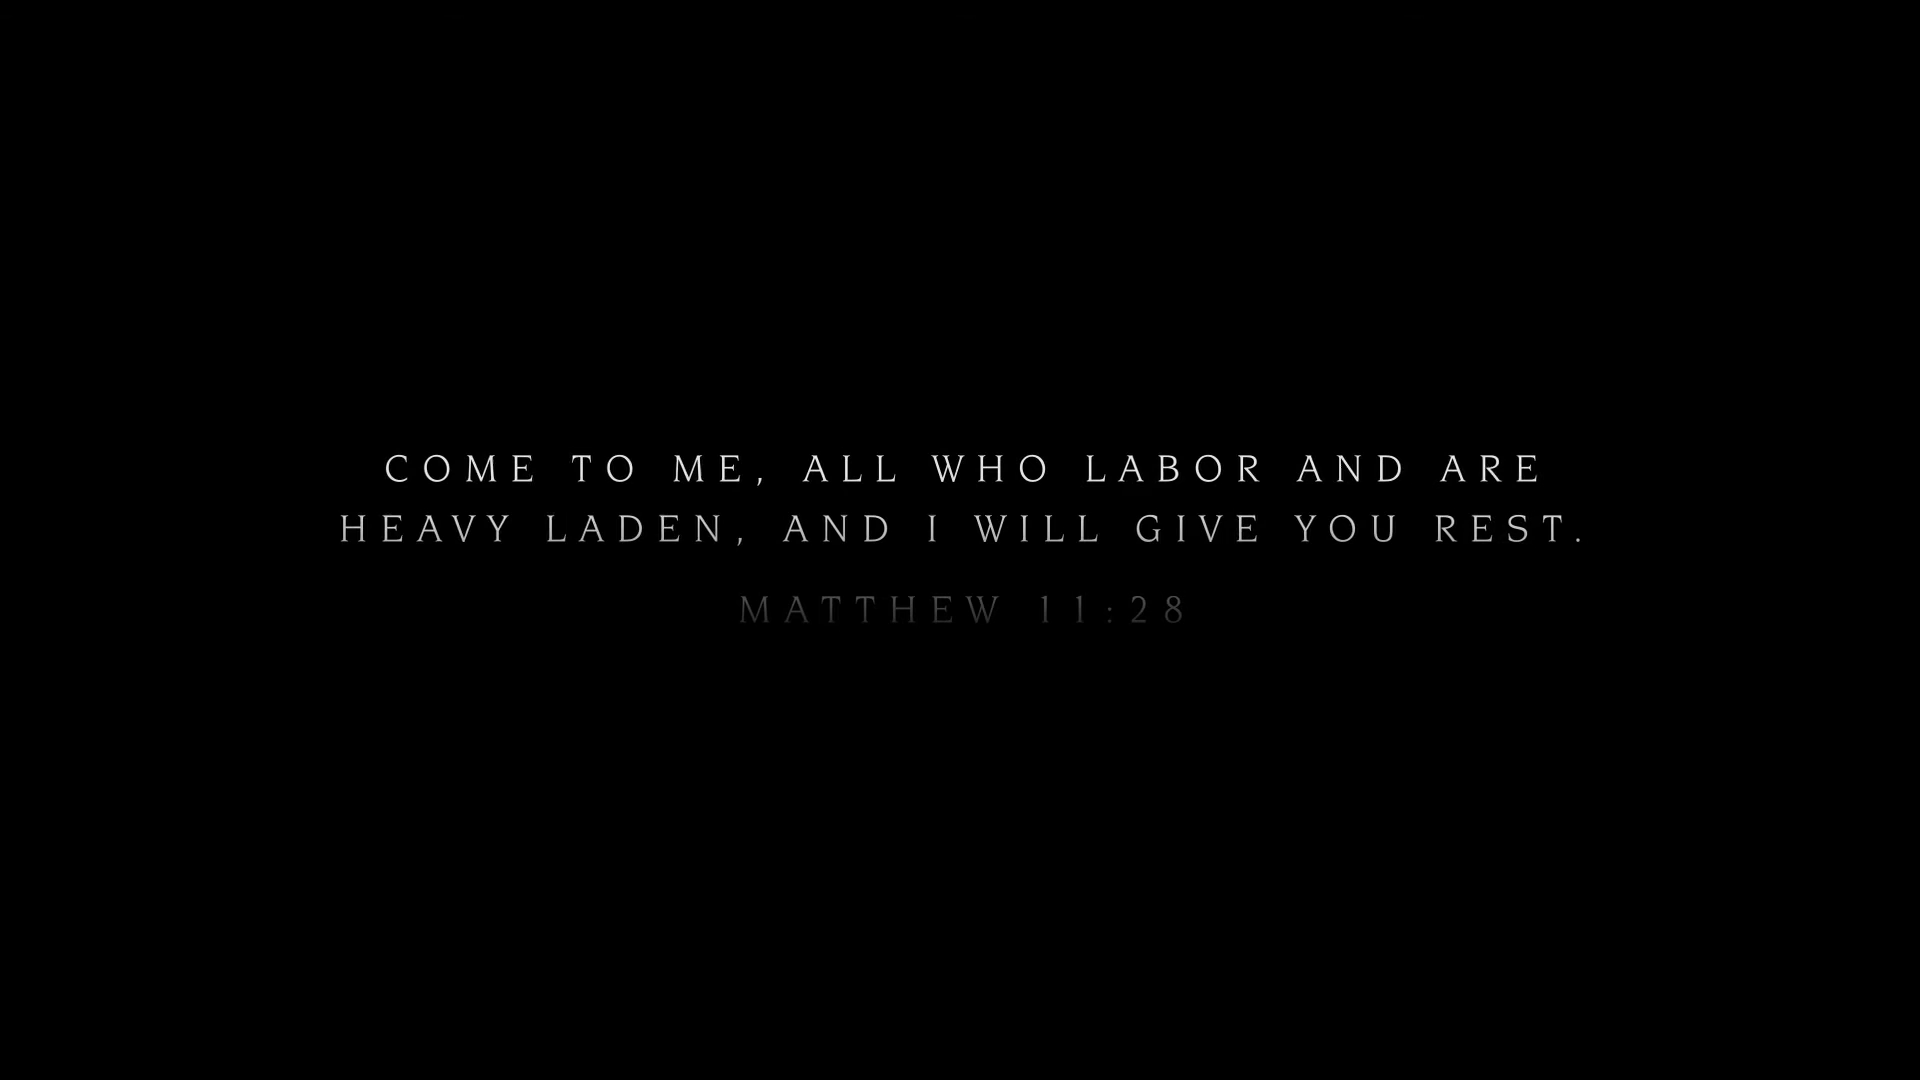 COME TO ME, ALL WHO LABOR AND ARE
HEAVY LADEN, AND I WILL GIVE YOU REST.
MATTHEW 11:28